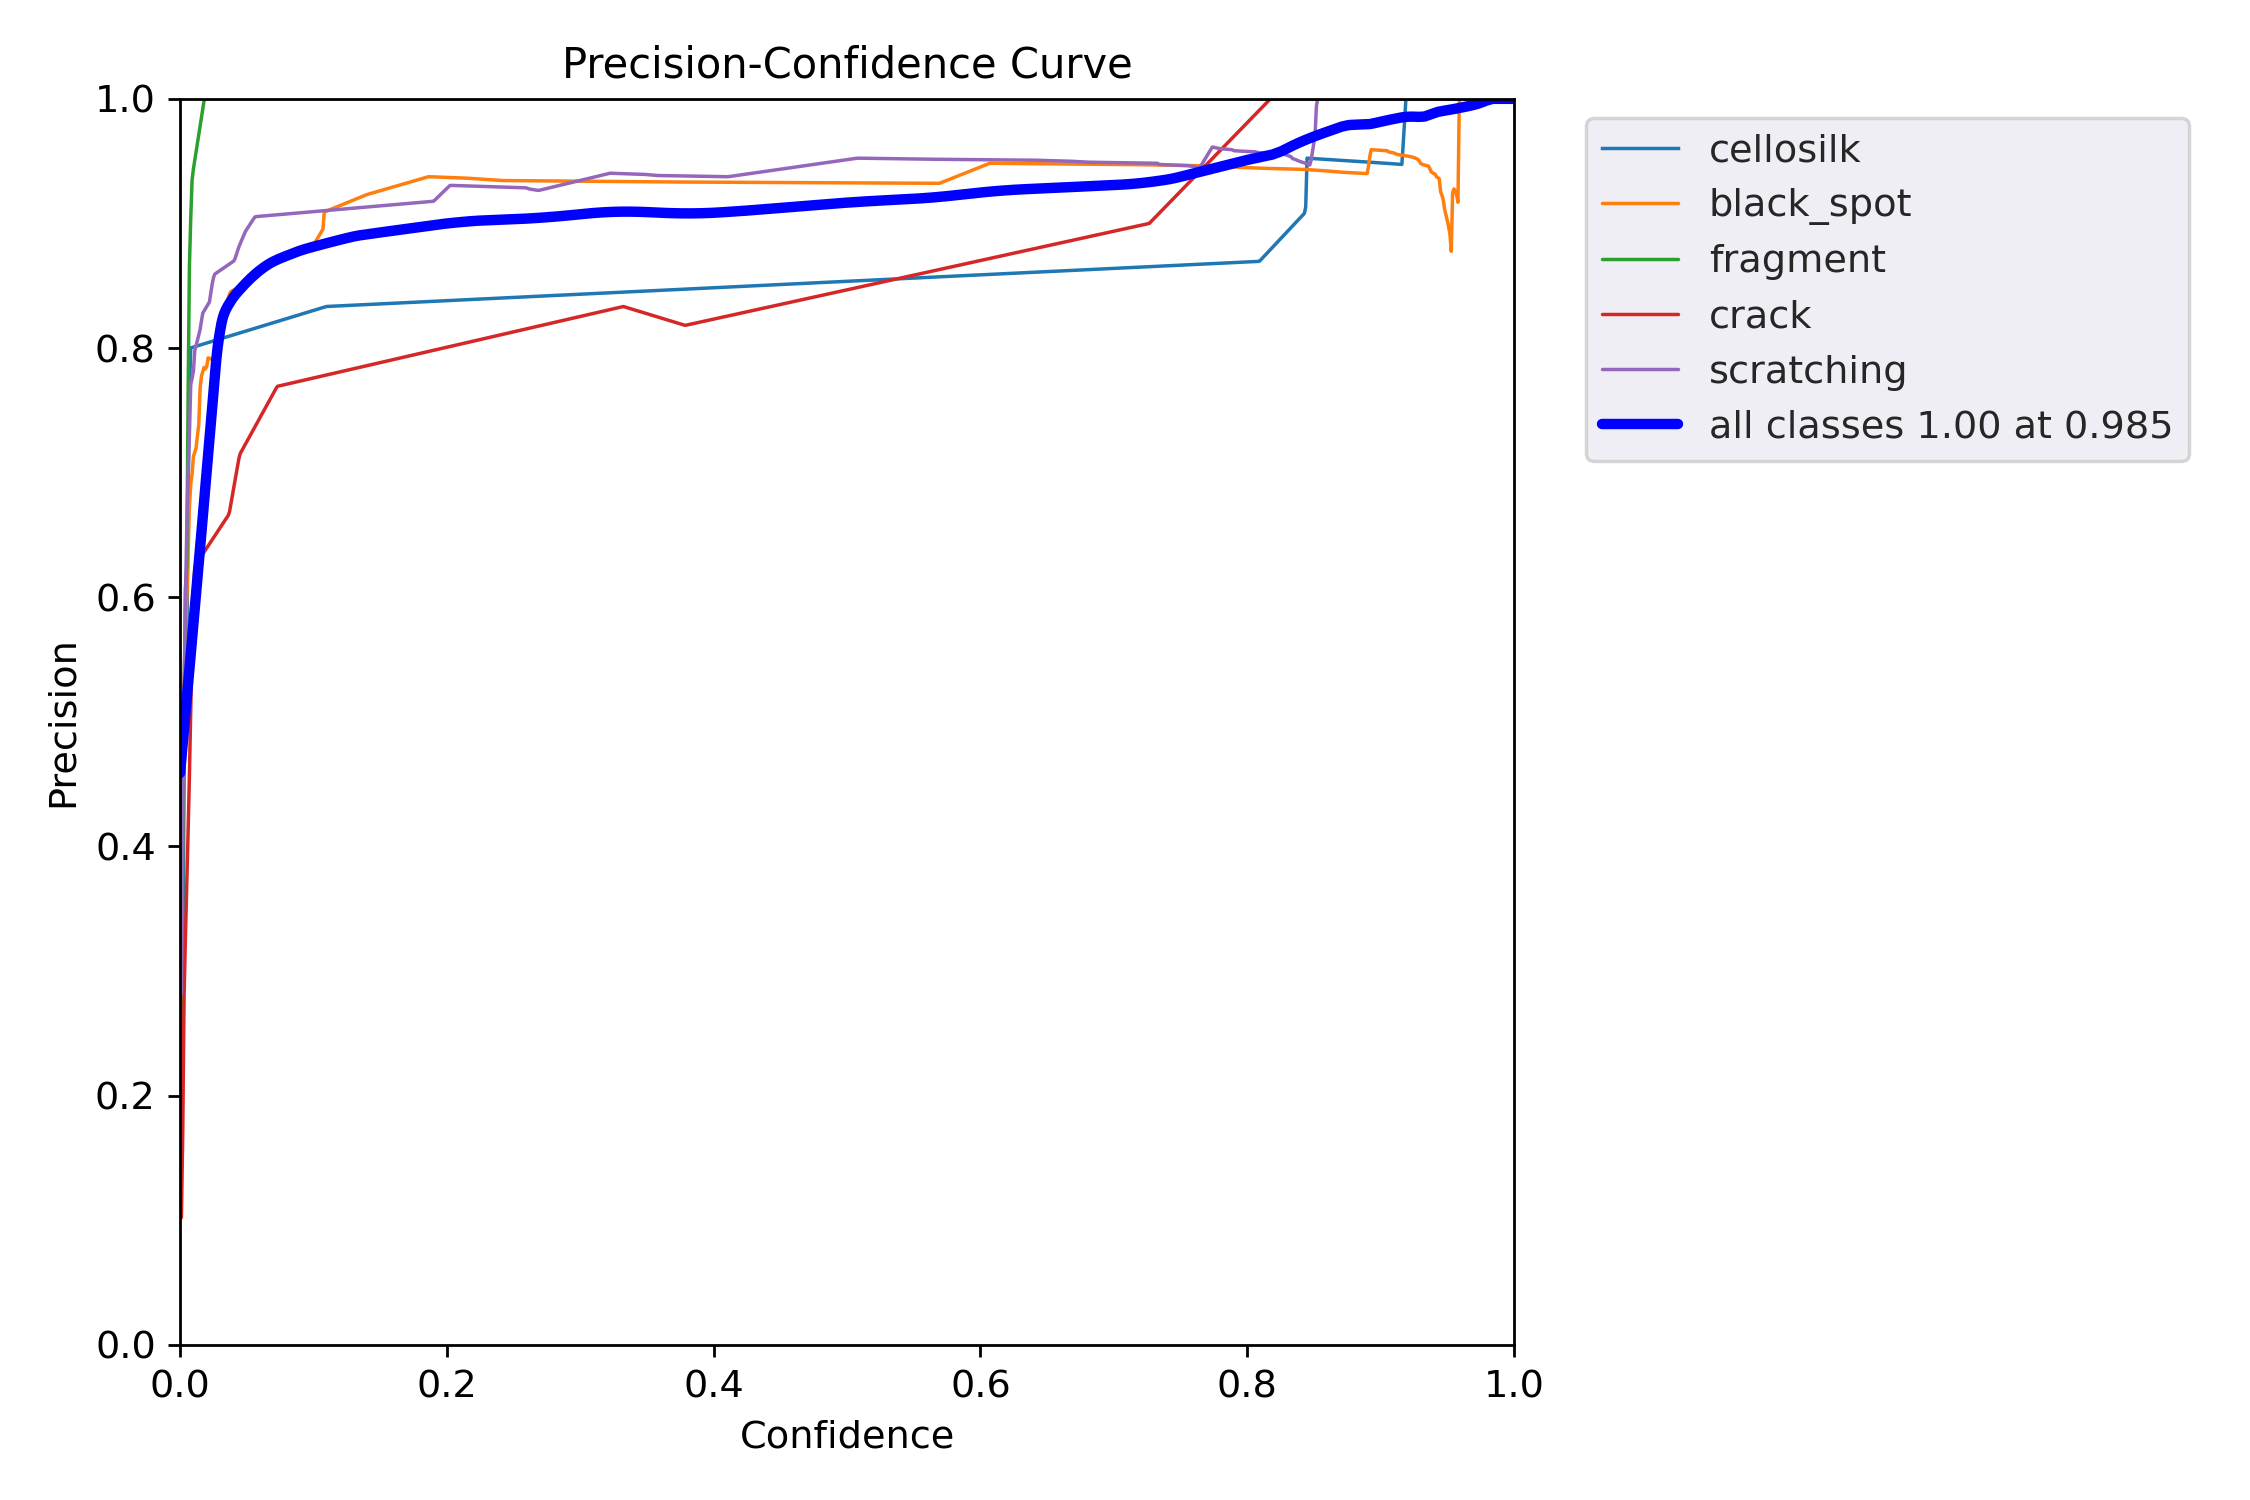 Precision-Confidence Curve
1.0
0.8
0.6
0.4
0.2
0.0
Precision
0.0 0.2 0.4 0.6 0.8 1.0
Confidence
cellosilk
black_spot
fragment
crack
scratching
all classes 1.00 at 0.985